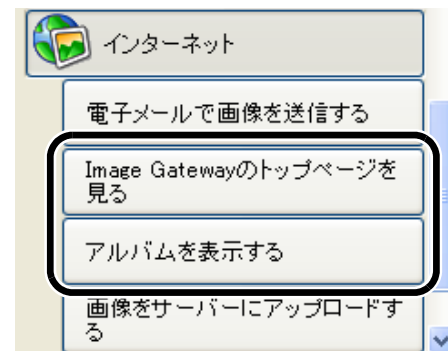 インターネット
電子メールで画像を送信する
Image Gatewayのトップページを
見る
アルバムを表示する
画像をサーバーにアップロードす
る